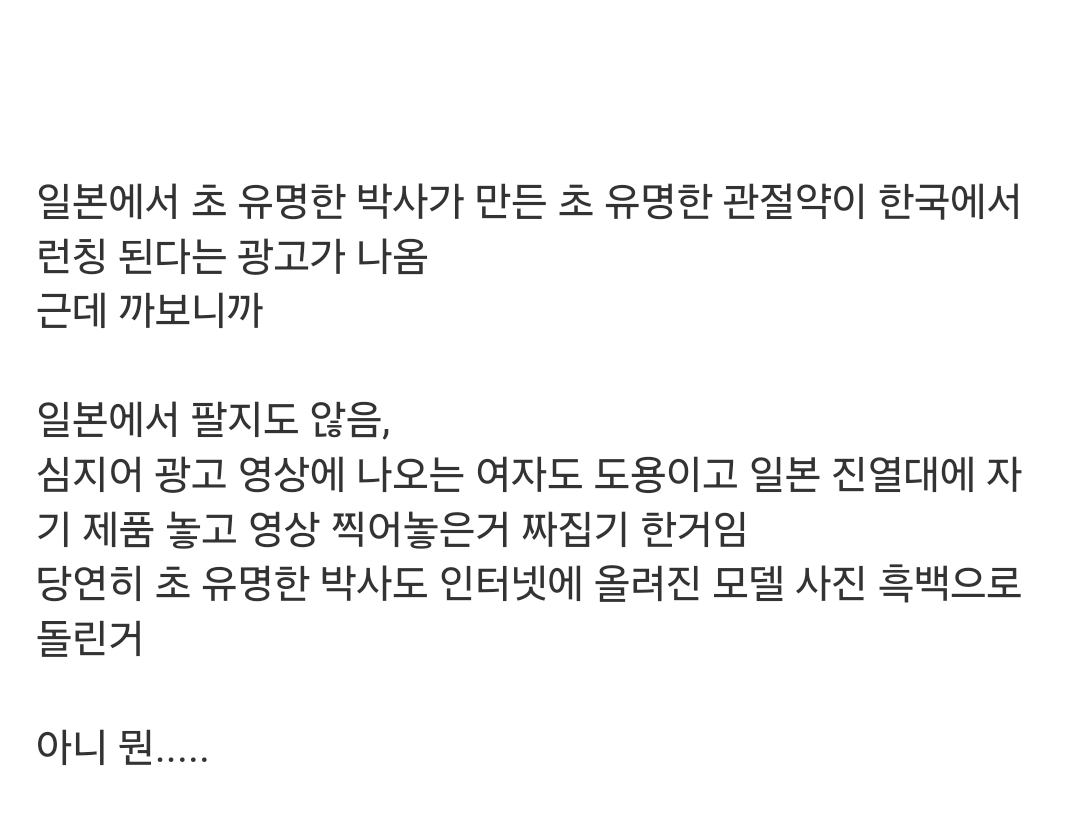 일본에서 초 유명한 박사가 만든 초 유명한 관절약이 한국에서
런칭 된다는 광고가 나옴
근데 까보니까
일본에서 팔지도 않음,
심지어 광고 영상에 나오는 여자도 도용이고 일본 진열대에 자
기 제품 놓고 영상 찍어놓은거 짜집기 한거임
당연히 초 유명한 박사도 인터넷에 올려진 모델 사진 흑백으로
돌린거
아니 뭔.....